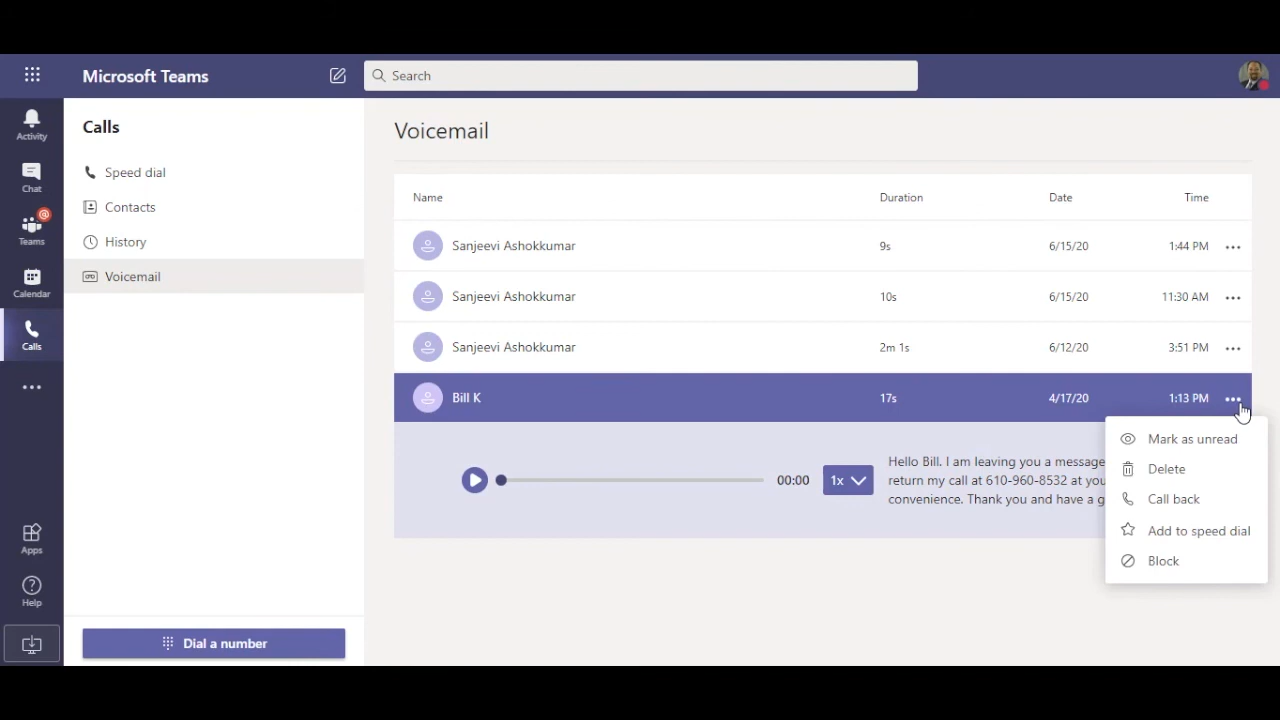 Microsoft Teams
Search
Activity
Chat
Teams
Calendar
Calls
Apps
Help
Calls
Speed dial
Contacts
History
Voicemail
Dial a number
Voicemail
Name Duration Date Time
Sanjeevi Ashokkumar 9s 6/15/20 1:44 PM
Sanjeevi Ashokkumar 10s 6/15/20 11:30 AM
Sanjeevi Ashokkumar 2m 1s 6/12/20 3:51 PM
Bill K 17s 4/17/20 1:13 PM
00:00
1x
Hello Bill. I am leaving you a message
return my call at 610-960-8532 at you
convenience. Thank you and have a g
Mark as unread
Delete
Call back
Add to speed dial
Block